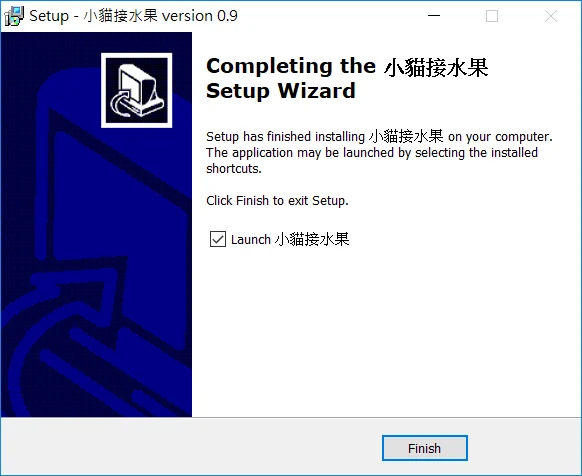 Setup - 小貓接水果 version 0.9
Completing the 小貓接水果
Setup Wizard
Setup has finished installing 小貓接水果 on your computer.
The application may be launched by selecting the installed
shortcuts.
Click Finish to exit Setup.
Launch 小貓接水果
Finish